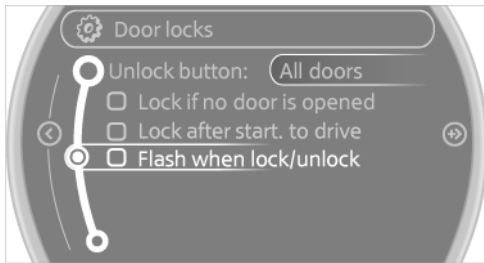 Door locks
Unlock button: All doors
Lock if no door is opened
Lock after start. to drive
Flash when lock/unlock